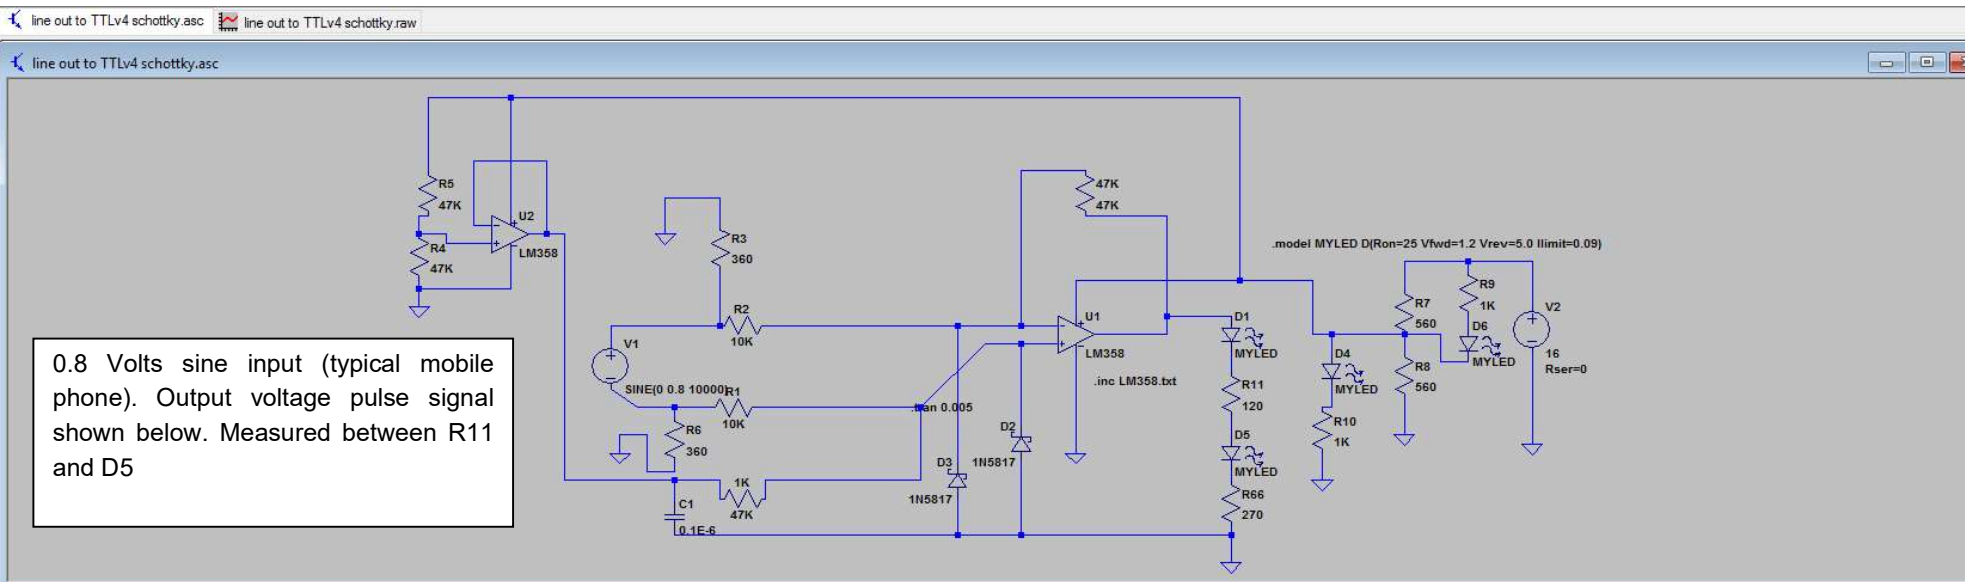 line out to TTLv4 schottky.asc
line out to TTLv4 schottky.raw
line out to TTLv4 schottky.asc
R5
47K
R4
47K
U2
LM358
R3
360
R2
10K
V1
SINE(0 0.8 10000)
R1
10K
R6
360
1K
47K
C1
0.1E-6
47K
47K
U1
LM358
.inc LM358.txt
.tran 0.005
D2
1N5817
D3
1N5817
D1
MYLED
R11
120
D5
MYLED
R66
270
.model MYLED D(Ron=25 Vfwd=1.2 Vrev=5.0 Ilimit=0.09)
D4
MYLED
R10
1K
R7
560
R8
560
R9
1K
D6
MYLED
V2
16
Rser=0
0.8 Volts sine input (typical mobile
phone). Output voltage pulse signal
shown below. Measured between R11
and D5